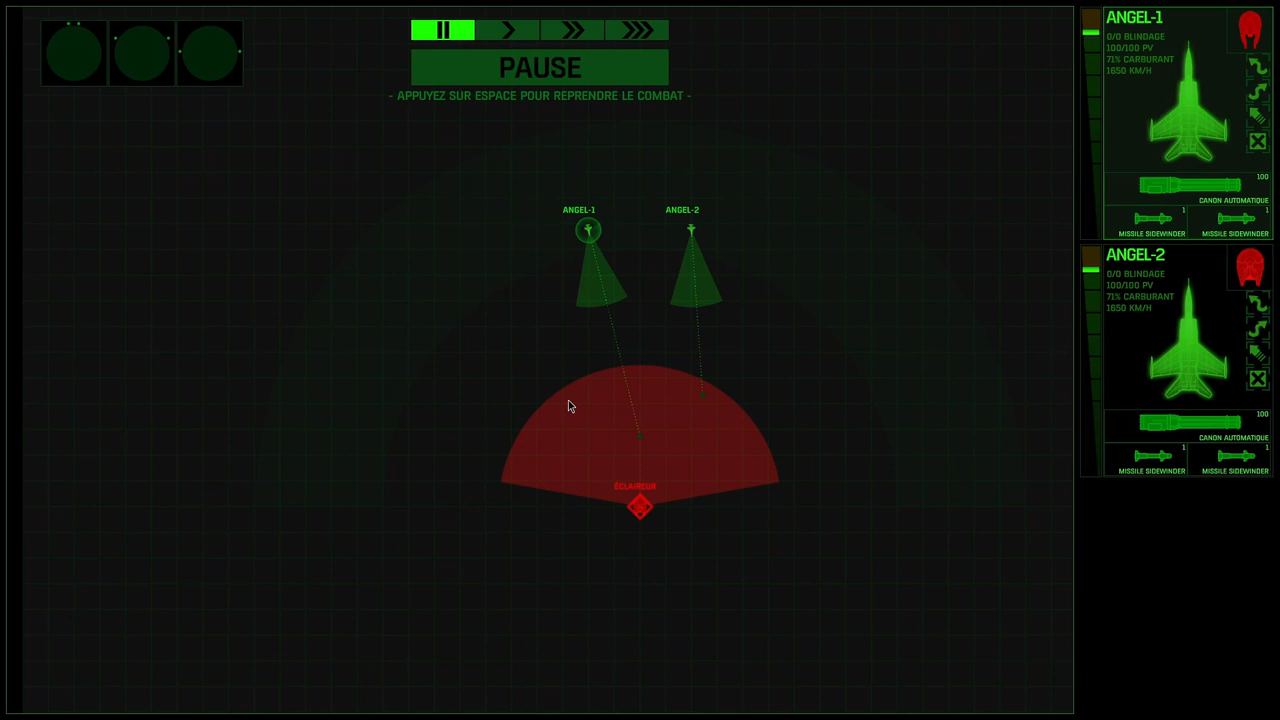 PAUSE
- APPUYEZ SUR ESPACE POUR REPRENDRE LE COMBAT -
ANGEL-1
ANGEL-2
ÉCLAIREUR
ANGEL-1
0/0 BLINDAGE
100/100 PV
71% CARBURANT
1650 KM/H
100
CANON AUTOMATIQUE
1
MISSILE SIDEWINDER
1
MISSILE SIDEWINDER
ANGEL-2
0/0 BLINDAGE
100/100 PV
71% CARBURANT
1650 KM/H
100
CANON AUTOMATIQUE
1
MISSILE SIDEWINDER
1
MISSILE SIDEWINDER